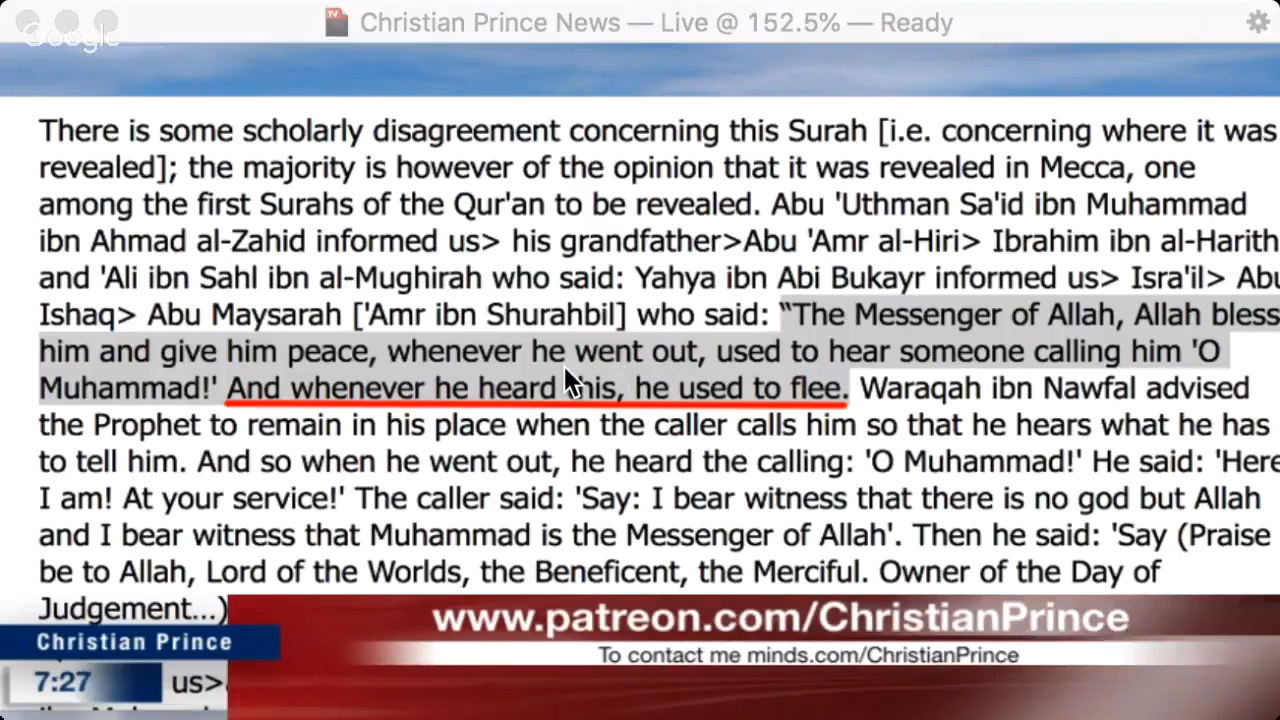 Christian Prince News — Live @ 152.5% — Ready
Google
There is some scholarly disagreement concerning this Surah [i.e. concerning where it was
revealed]; the majority is however of the opinion that it was revealed in Mecca, one
among the first Surahs of the Qur'an to be revealed. Abu 'Uthman Sa'id ibn Muhammad
ibn Ahmad al-Zahid informed us> his grandfather>Abu 'Amr al-Hiri> Ibrahim ibn al-Harith
and 'Ali ibn Sahl ibn al-Mughirah who said: Yahya ibn Abi Bukayr informed us> Isra'il> Abu
Ishaq> Abu Maysarah ['Amr ibn Shurahbil] who said: “The Messenger of Allah, Allah bless
him and give him peace, whenever he went out, used to hear someone calling him 'O
Muhammad!' And whenever he heard this, he used to flee. Waraqah ibn Nawfal advised
the Prophet to remain in his place when the caller calls him so that he hears what he has
to tell him. And so when he went out, he heard the calling: 'O Muhammad!' He said: 'Here
I am! At your service!' The caller said: 'Say: I bear witness that there is no god but Allah
and I bear witness that Muhammad is the Messenger of Allah'. Then he said: 'Say (Praise
be to Allah, Lord of the Worlds, the Beneficent, the Merciful. Owner of the Day of
Judgement...)
www.patreon.com/ChristianPrince
Christian Prince
To contact me minds.com/ChristianPrince
7:27
us>